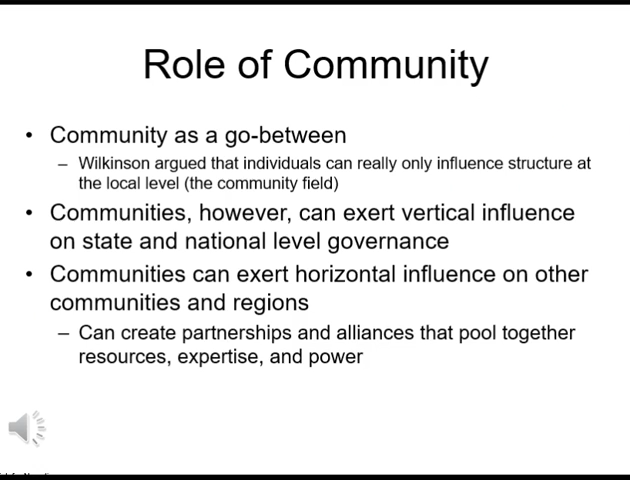 Role of Community
• Community as a go-between
– Wilkinson argued that individuals can really only influence structure at
the local level (the community field)
• Communities, however, can exert vertical influence
on state and national level governance
• Communities can exert horizontal influence on other
communities and regions
– Can create partnerships and alliances that pool together
resources, expertise, and power